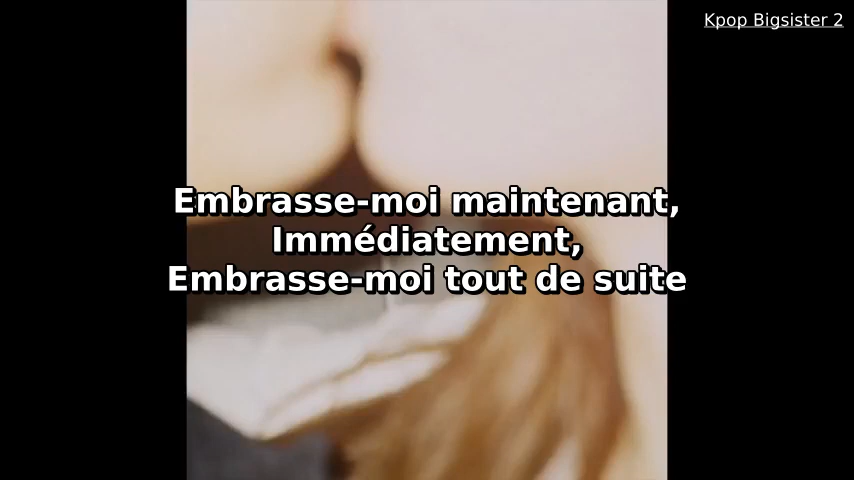 Kpop Bigsister 2
Embrasse-moi maintenant,
Immédiatement,
Embrasse-moi tout de suite